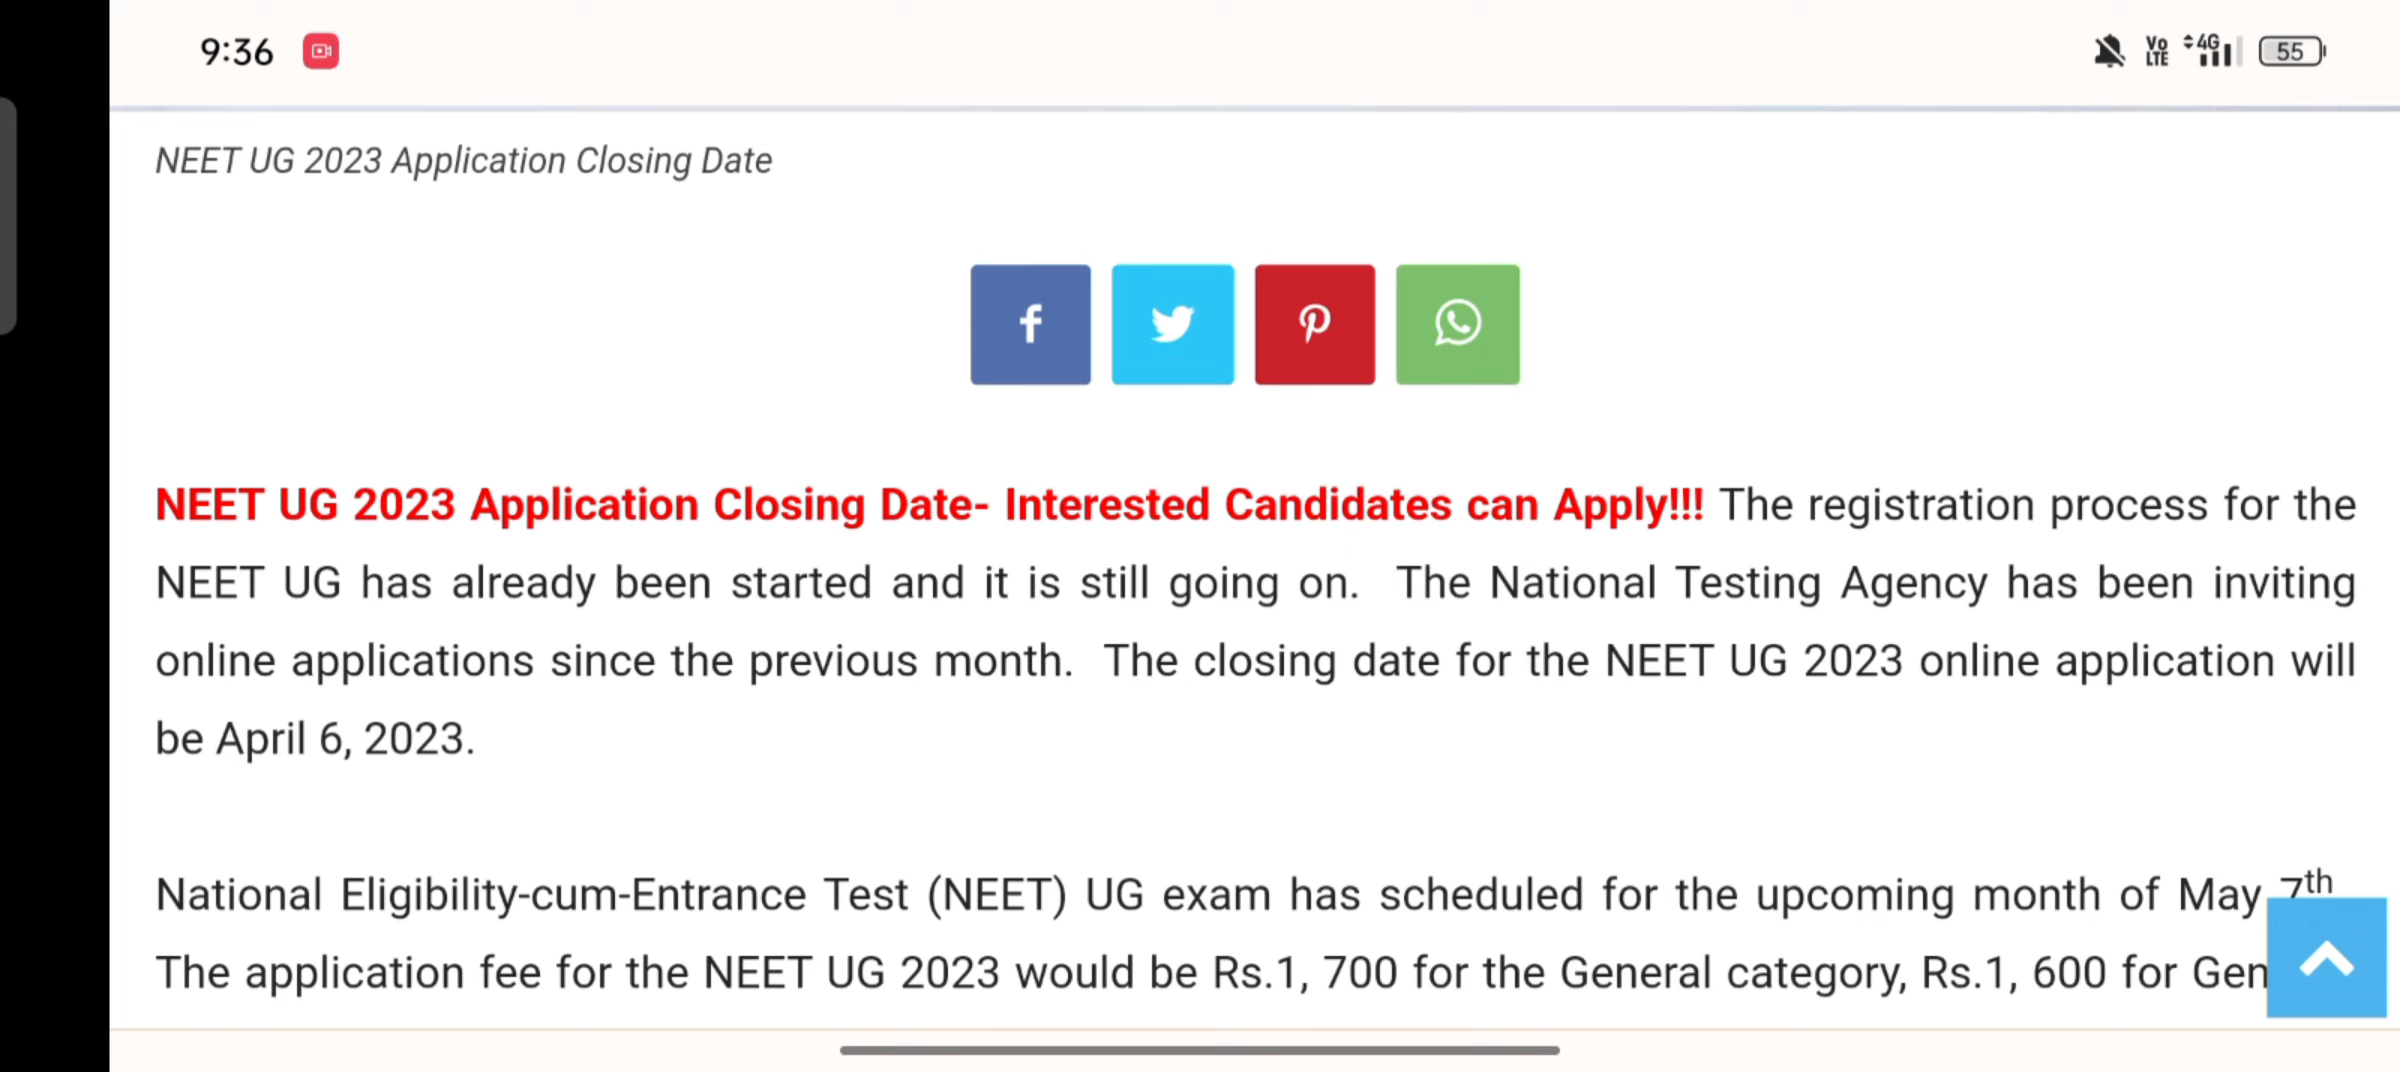 9:36
Vo LTE 4G 55
NEET UG 2023 Application Closing Date
NEET UG 2023 Application Closing Date- Interested Candidates can Apply!!! The registration process for the
NEET UG has already been started and it is still going on. The National Testing Agency has been inviting
online applications since the previous month. The closing date for the NEET UG 2023 online application will
be April 6, 2023.
National Eligibility-cum-Entrance Test (NEET) UG exam has scheduled for the upcoming month of May 7th
The application fee for the NEET UG 2023 would be Rs.1, 700 for the General category, Rs.1, 600 for Gen